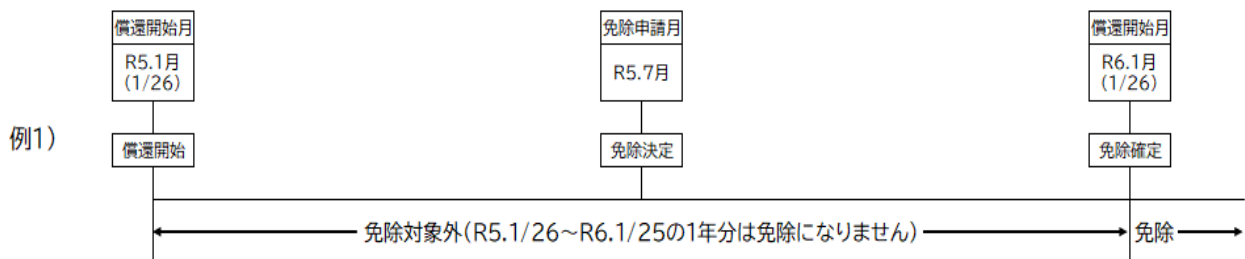 償還開始月
R5.1月
(1/26)
免除申請月
R5.7月
償還開始月
R6.1月
(1/26)
例1)
償還開始
免除決定
免除確定
免除対象外(R5.1/26～R6.1/25の1年分は免除になりません)
免除